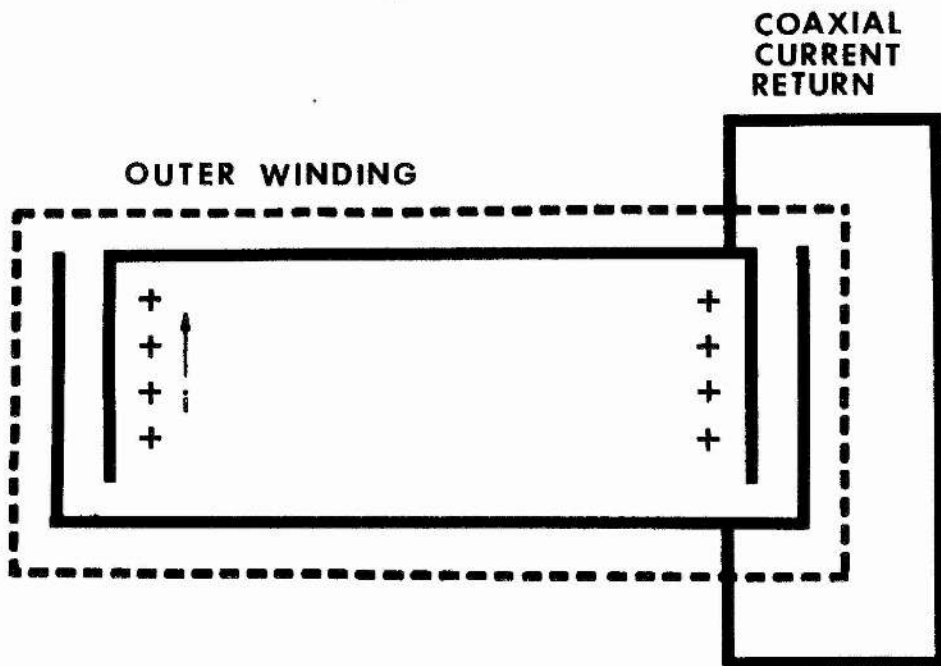 COAXIAL
CURRENT
RETURN
OUTER WINDING
+ +
+ +
+ +
+ +
i